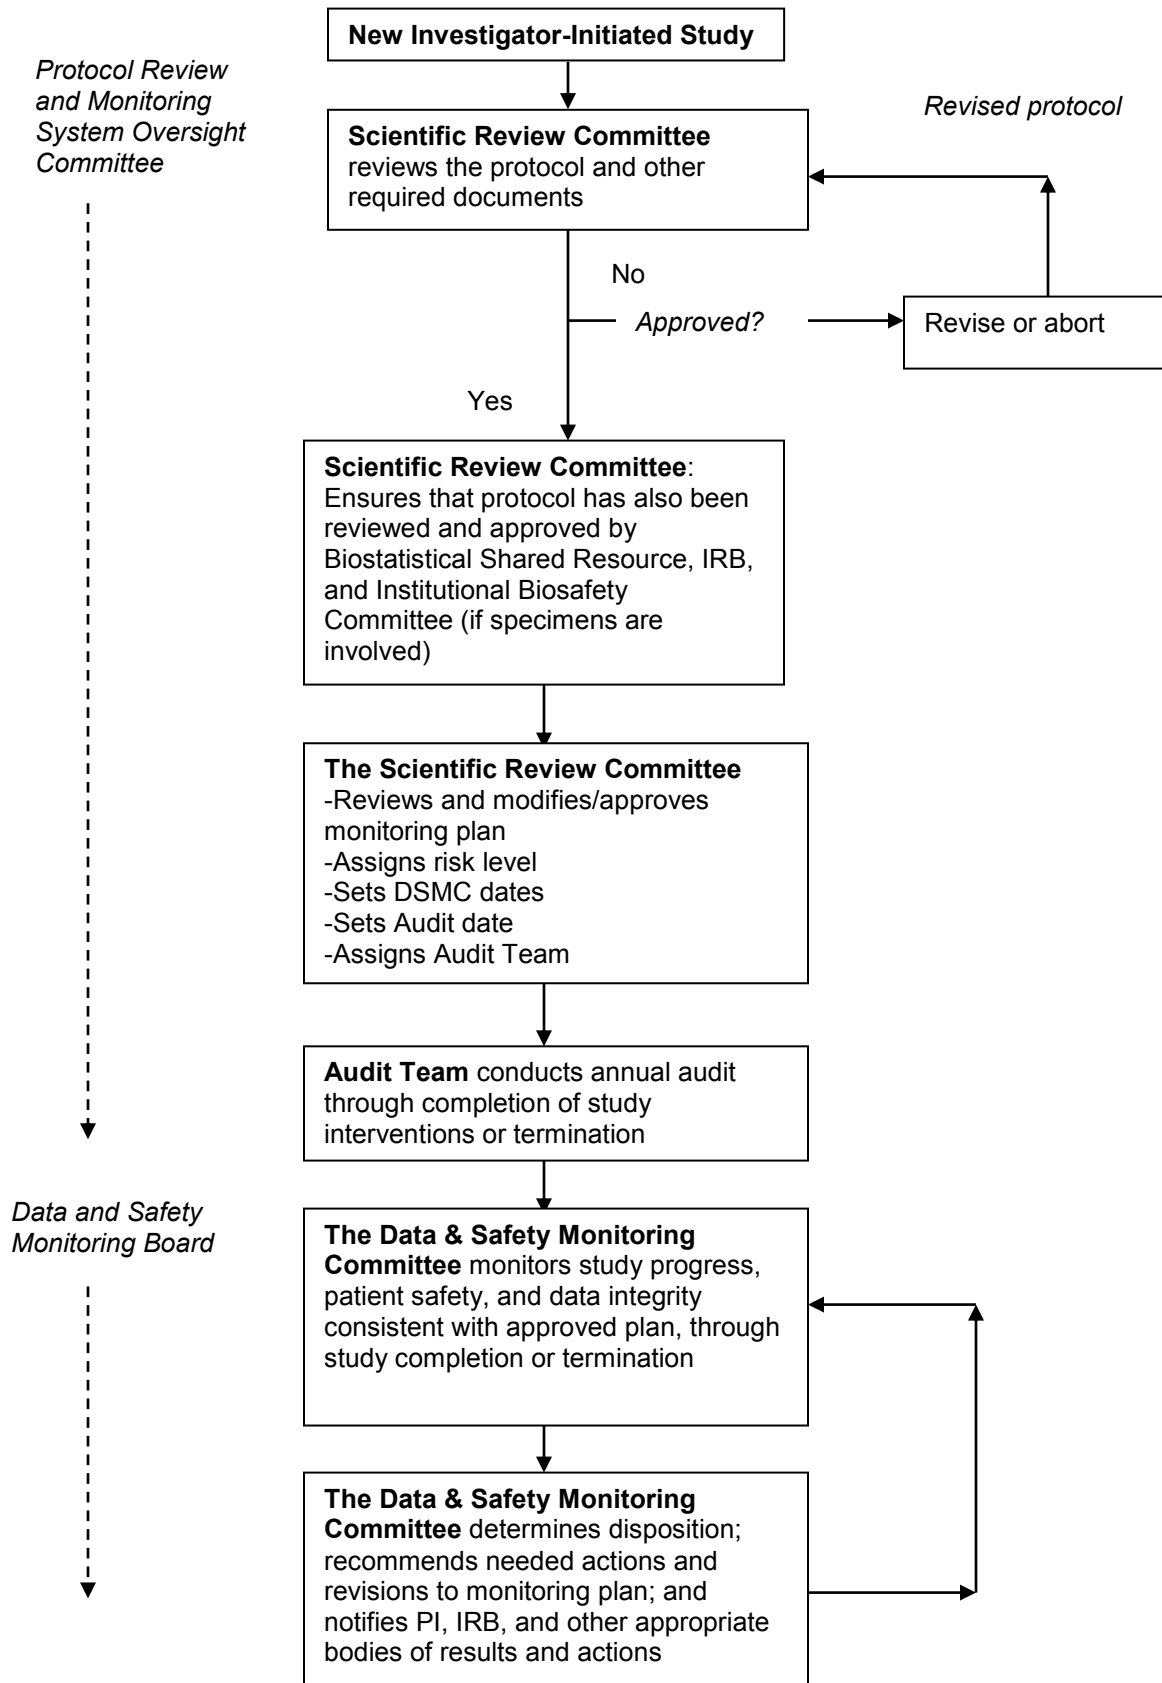 New Investigator-Initiated Study
Protocol Review
and Monitoring
System Oversight
Committee
Revised protocol
Scientific Review Committee
reviews the protocol and other
required documents
No
Approved?
Revise or abort
Yes
Scientific Review Committee:
Ensures that protocol has also been
reviewed and approved by
Biostatistical Shared Resource, IRB,
and Institutional Biosafety
Committee (if specimens are
involved)
The Scientific Review Committee
-Reviews and modifies/approves
monitoring plan
-Assigns risk level
-Sets DSMC dates
-Sets Audit date
-Assigns Audit Team
Audit Team conducts annual audit
through completion of study
interventions or termination
Data and Safety
Monitoring Board
The Data & Safety Monitoring
Committee monitors study progress,
patient safety, and data integrity
consistent with approved plan, through
study completion or termination
The Data & Safety Monitoring
Committee determines disposition;
recommends needed actions and
revisions to monitoring plan; and
notifies PI, IRB, and other appropriate
bodies of results and actions